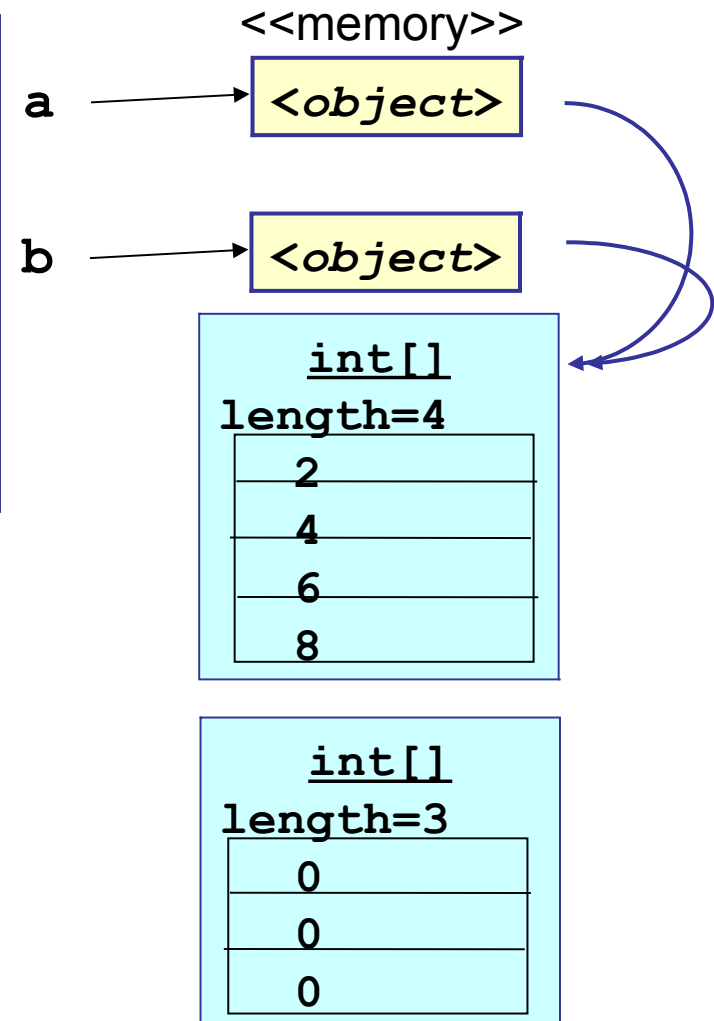 <<memory>>
a <object>
b <object>
int[]
length=4
2
4
6
8
int[]
length=3
0
0
0